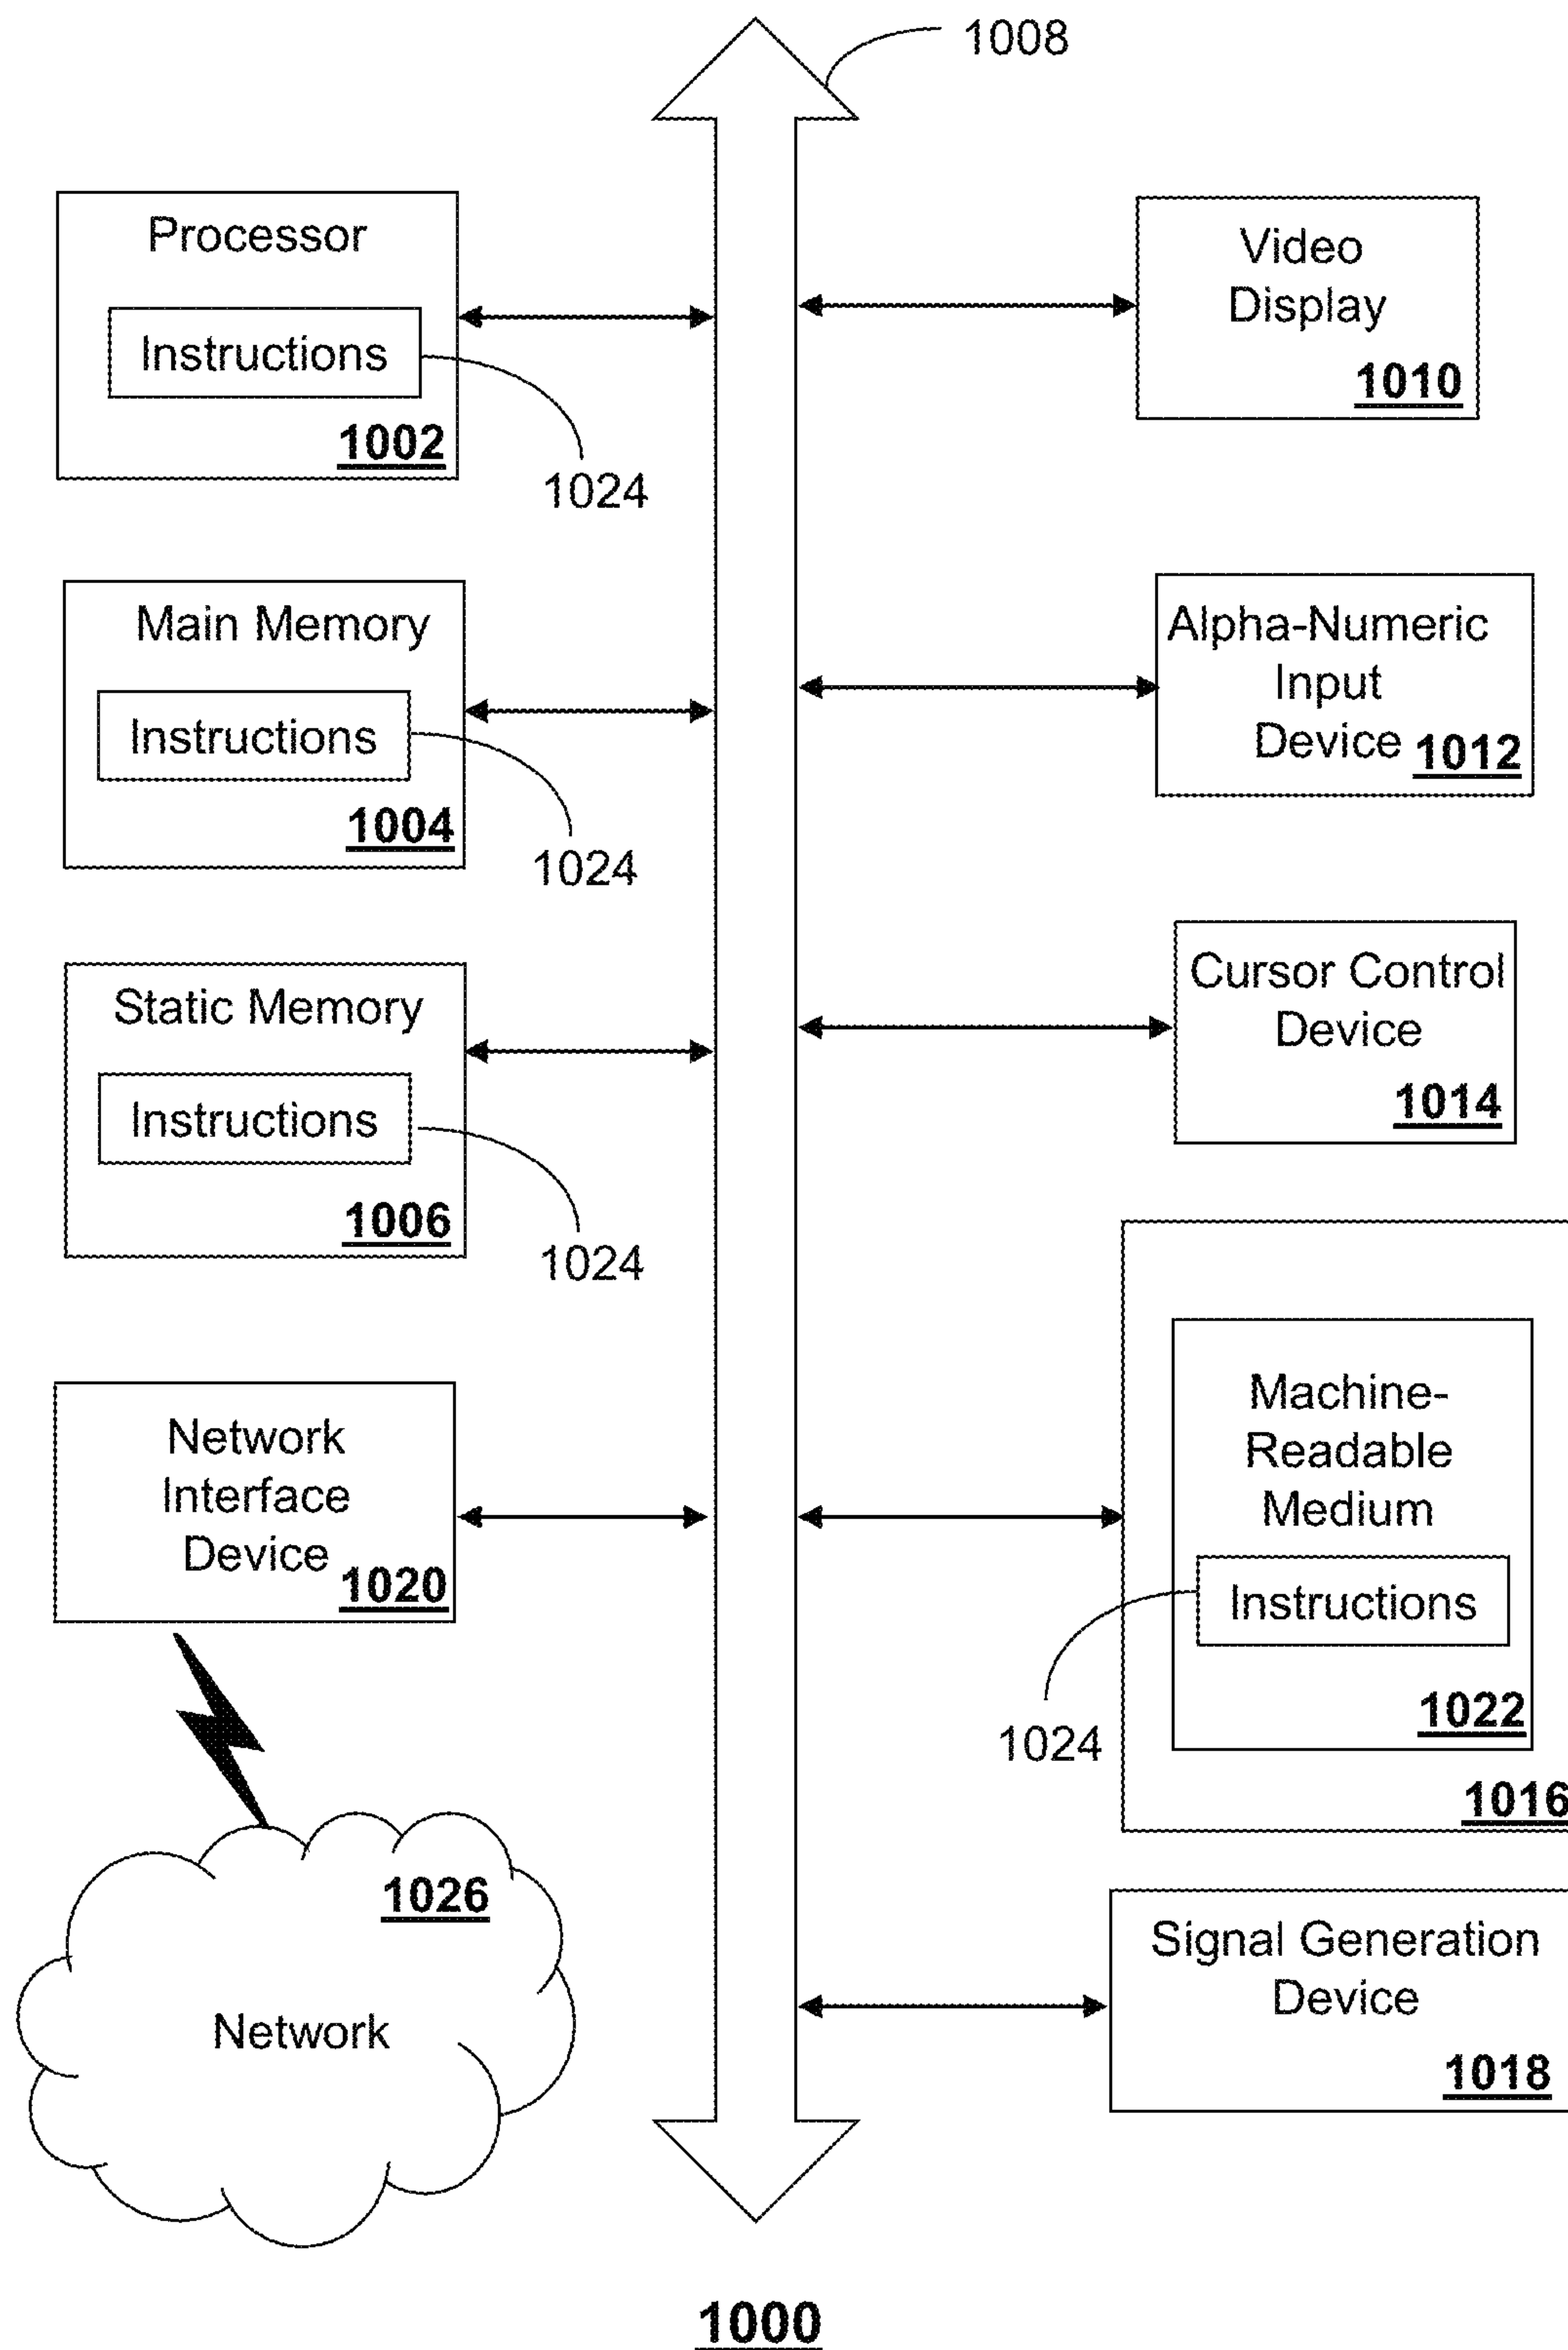 1008
Processor
Instructions
1002
1024
Main Memory
Instructions
1004
1024
Static Memory
Instructions
1006
1024
Network
Interface
Device
1020
1026
Network
Video
Display
1010
Alpha-Numeric
Input
Device 1012
Cursor Control
Device
1014
Machine-
Readable
Medium
Instructions
1022
1024
1016
Signal Generation
Device
1018
1000